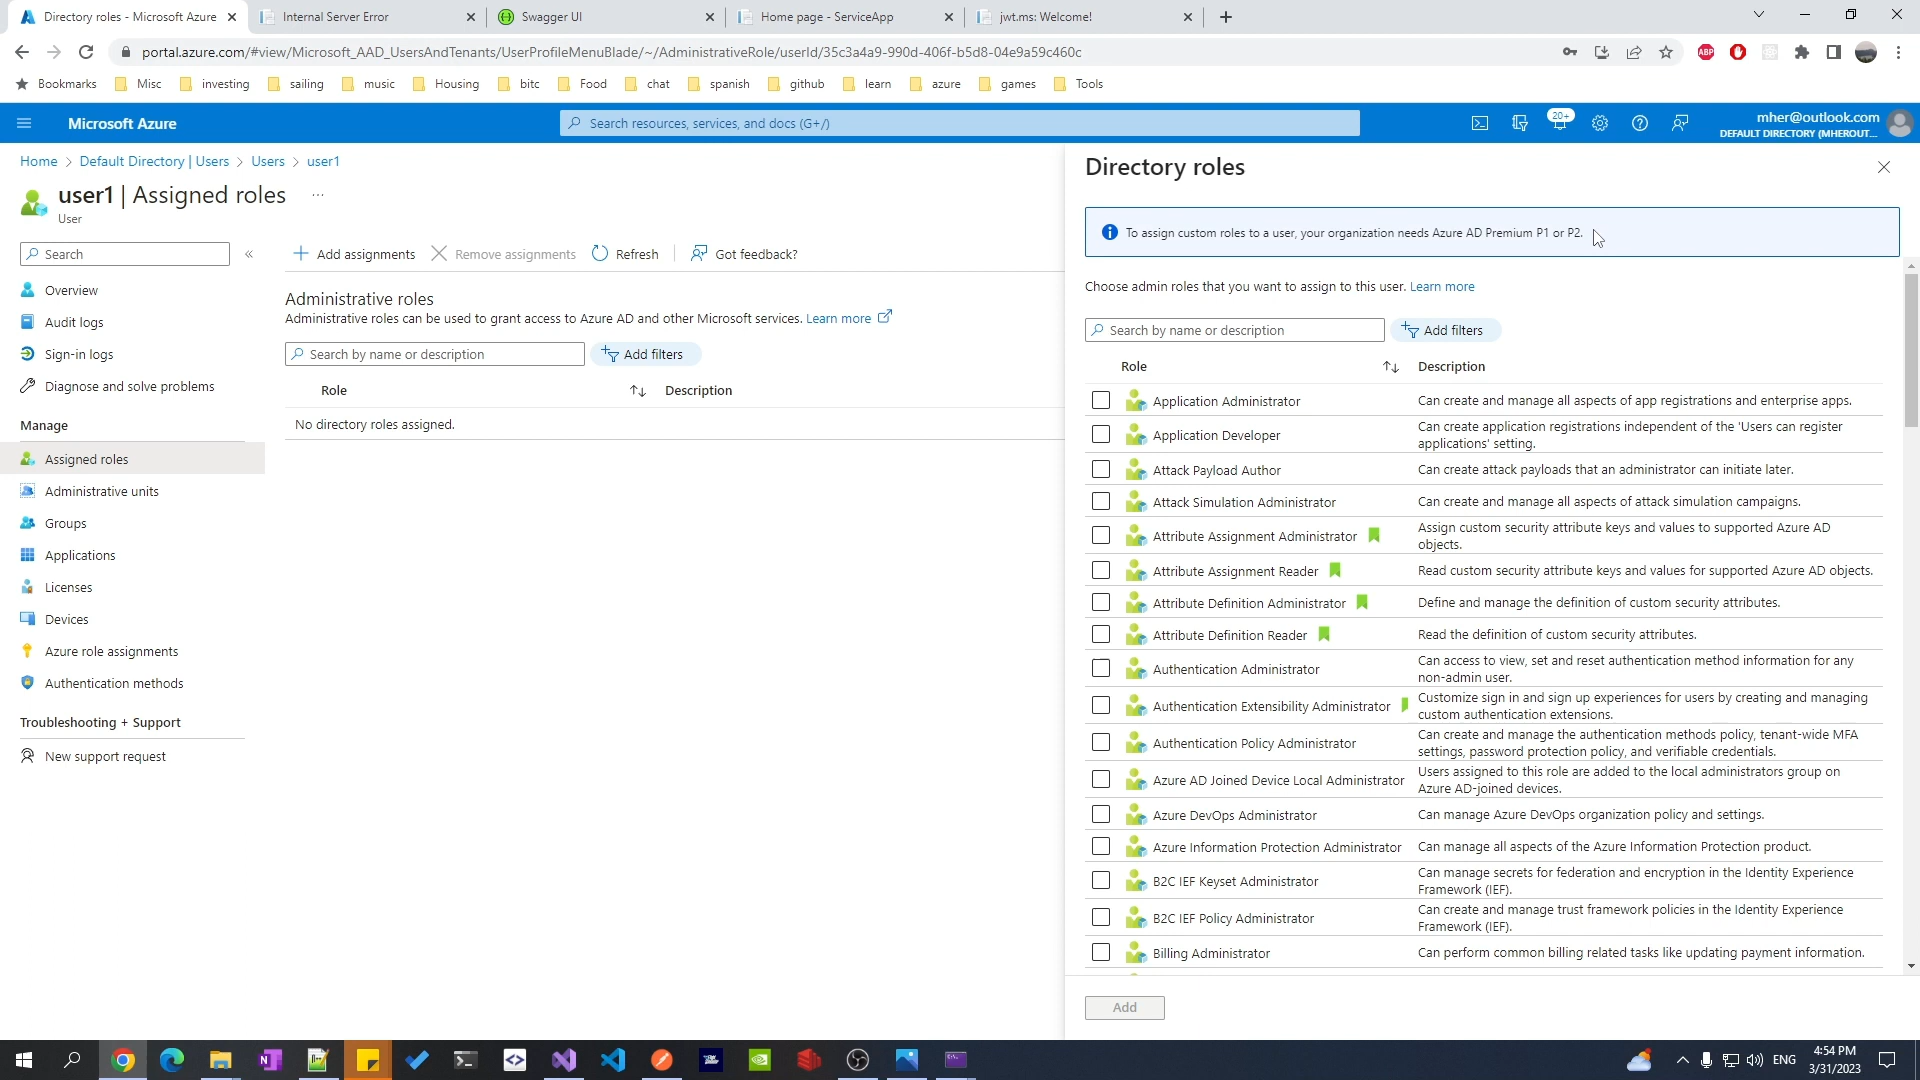 Directory roles - Microsoft Azure
Internal Server Error
Swagger UI
Home page - ServiceApp
jwt.ms: Welcome!
portal.azure.com/#view/Microsoft_AAD_UsersAndTenants/UserProfileMenuBlade/~/AdministrativeRole/userId/35c3a4a9-990d-406f-b5d8-04e9a59c460c
ABP
Bookmarks
Misc
investing
sailing
music
Housing
bitc
Food
chat
spanish
github
learn
azure
games
Tools
Microsoft Azure
Search resources, services, and docs (G+/)
20+
mher@outlook.com
DEFAULT DIRECTORY (MHEROUT...
Home > Default Directory | Users > Users > user1
user1 | Assigned roles ...
User
Search
«
Overview
Audit logs
Sign-in logs
Diagnose and solve problems
Manage
Assigned roles
Administrative units
Groups
Applications
Licenses
Devices
Azure role assignments
Authentication methods
Troubleshooting + Support
New support request
Add assignments
Remove assignments
Refresh
Got feedback?
Administrative roles
Administrative roles can be used to grant access to Azure AD and other Microsoft services. Learn more
Search by name or description
Add filters
Role
Description
No directory roles assigned.
Directory roles
To assign custom roles to a user, your organization needs Azure AD Premium P1 or P2.
Choose admin roles that you want to assign to this user. Learn more
Search by name or description
Add filters
Role
Description
Application Administrator
Can create and manage all aspects of app registrations and enterprise apps.
Application Developer
Can create application registrations independent of the 'Users can register
applications' setting.
Attack Payload Author
Can create attack payloads that an administrator can initiate later.
Attack Simulation Administrator
Can create and manage all aspects of attack simulation campaigns.
Attribute Assignment Administrator
Assign custom security attribute keys and values to supported Azure AD
objects.
Attribute Assignment Reader
Read custom security attribute keys and values for supported Azure AD objects.
Attribute Definition Administrator
Define and manage the definition of custom security attributes.
Attribute Definition Reader
Read the definition of custom security attributes.
Authentication Administrator
Can access to view, set and reset authentication method information for any
non-admin user.
Authentication Extensibility Administrator
Customize sign in and sign up experiences for users by creating and managing
custom authentication extensions.
Authentication Policy Administrator
Can create and manage the authentication methods policy, tenant-wide MFA
settings, password protection policy, and verifiable credentials.
Azure AD Joined Device Local Administrator
Users assigned to this role are added to the local administrators group on
Azure AD-joined devices.
Azure DevOps Administrator
Can manage Azure DevOps organization policy and settings.
Azure Information Protection Administrator
Can manage all aspects of the Azure Information Protection product.
B2C IEF Keyset Administrator
Can manage secrets for federation and encryption in the Identity Experience
Framework (IEF).
B2C IEF Policy Administrator
Can create and manage trust framework policies in the Identity Experience
Framework (IEF).
Billing Administrator
Can perform common billing related tasks like updating payment information.
Add
ENG
4:54 PM
3/31/2023